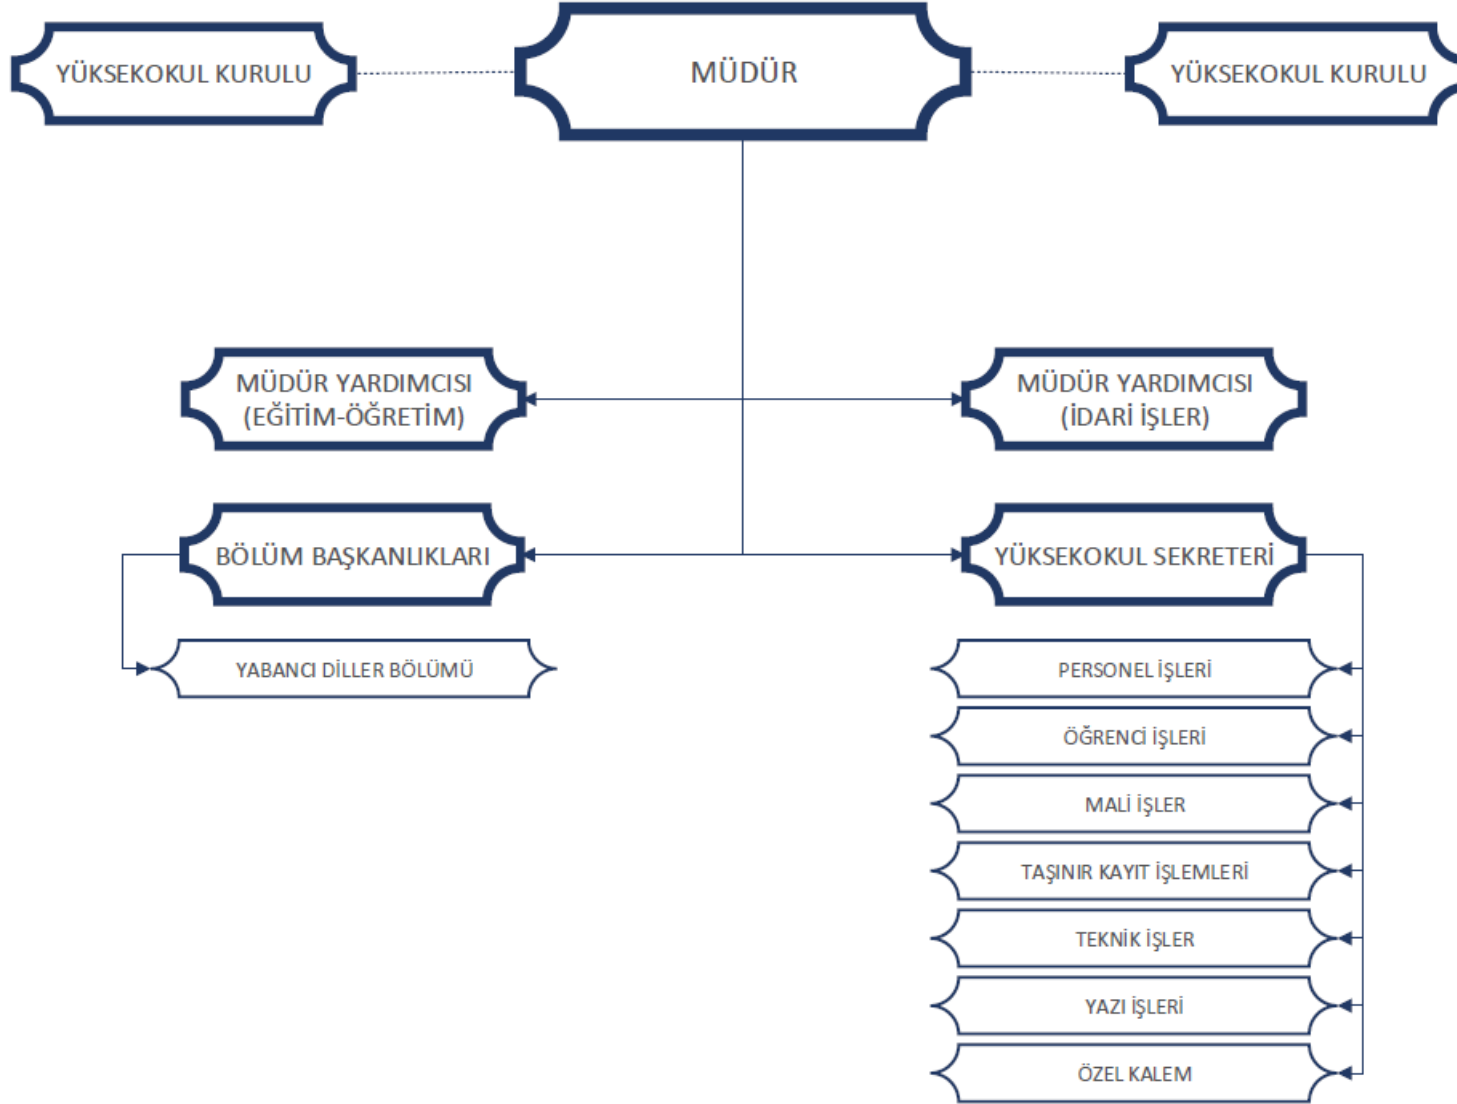 YÜKSEKOKUL KURULU
MÜDÜR
YÜKSEKOKUL KURULU
MÜDÜR YARDIMCISI
(EĞİTİM-ÖĞRETİM)
MÜDÜR YARDIMCISI
(İDARİ İŞLER)
BÖLÜM BAŞKANLIKLARI
YÜKSEKOKUL SEKRETERİ
YABANCI DİLLER BÖLÜMÜ
PERSONEL İŞLERİ
ÖĞRENCİ İŞLERİ
MALİ İŞLER
TAŞINIR KAYIT İŞLEMLERİ
TEKNİK İŞLER
YAZI İŞLERİ
ÖZEL KALEM